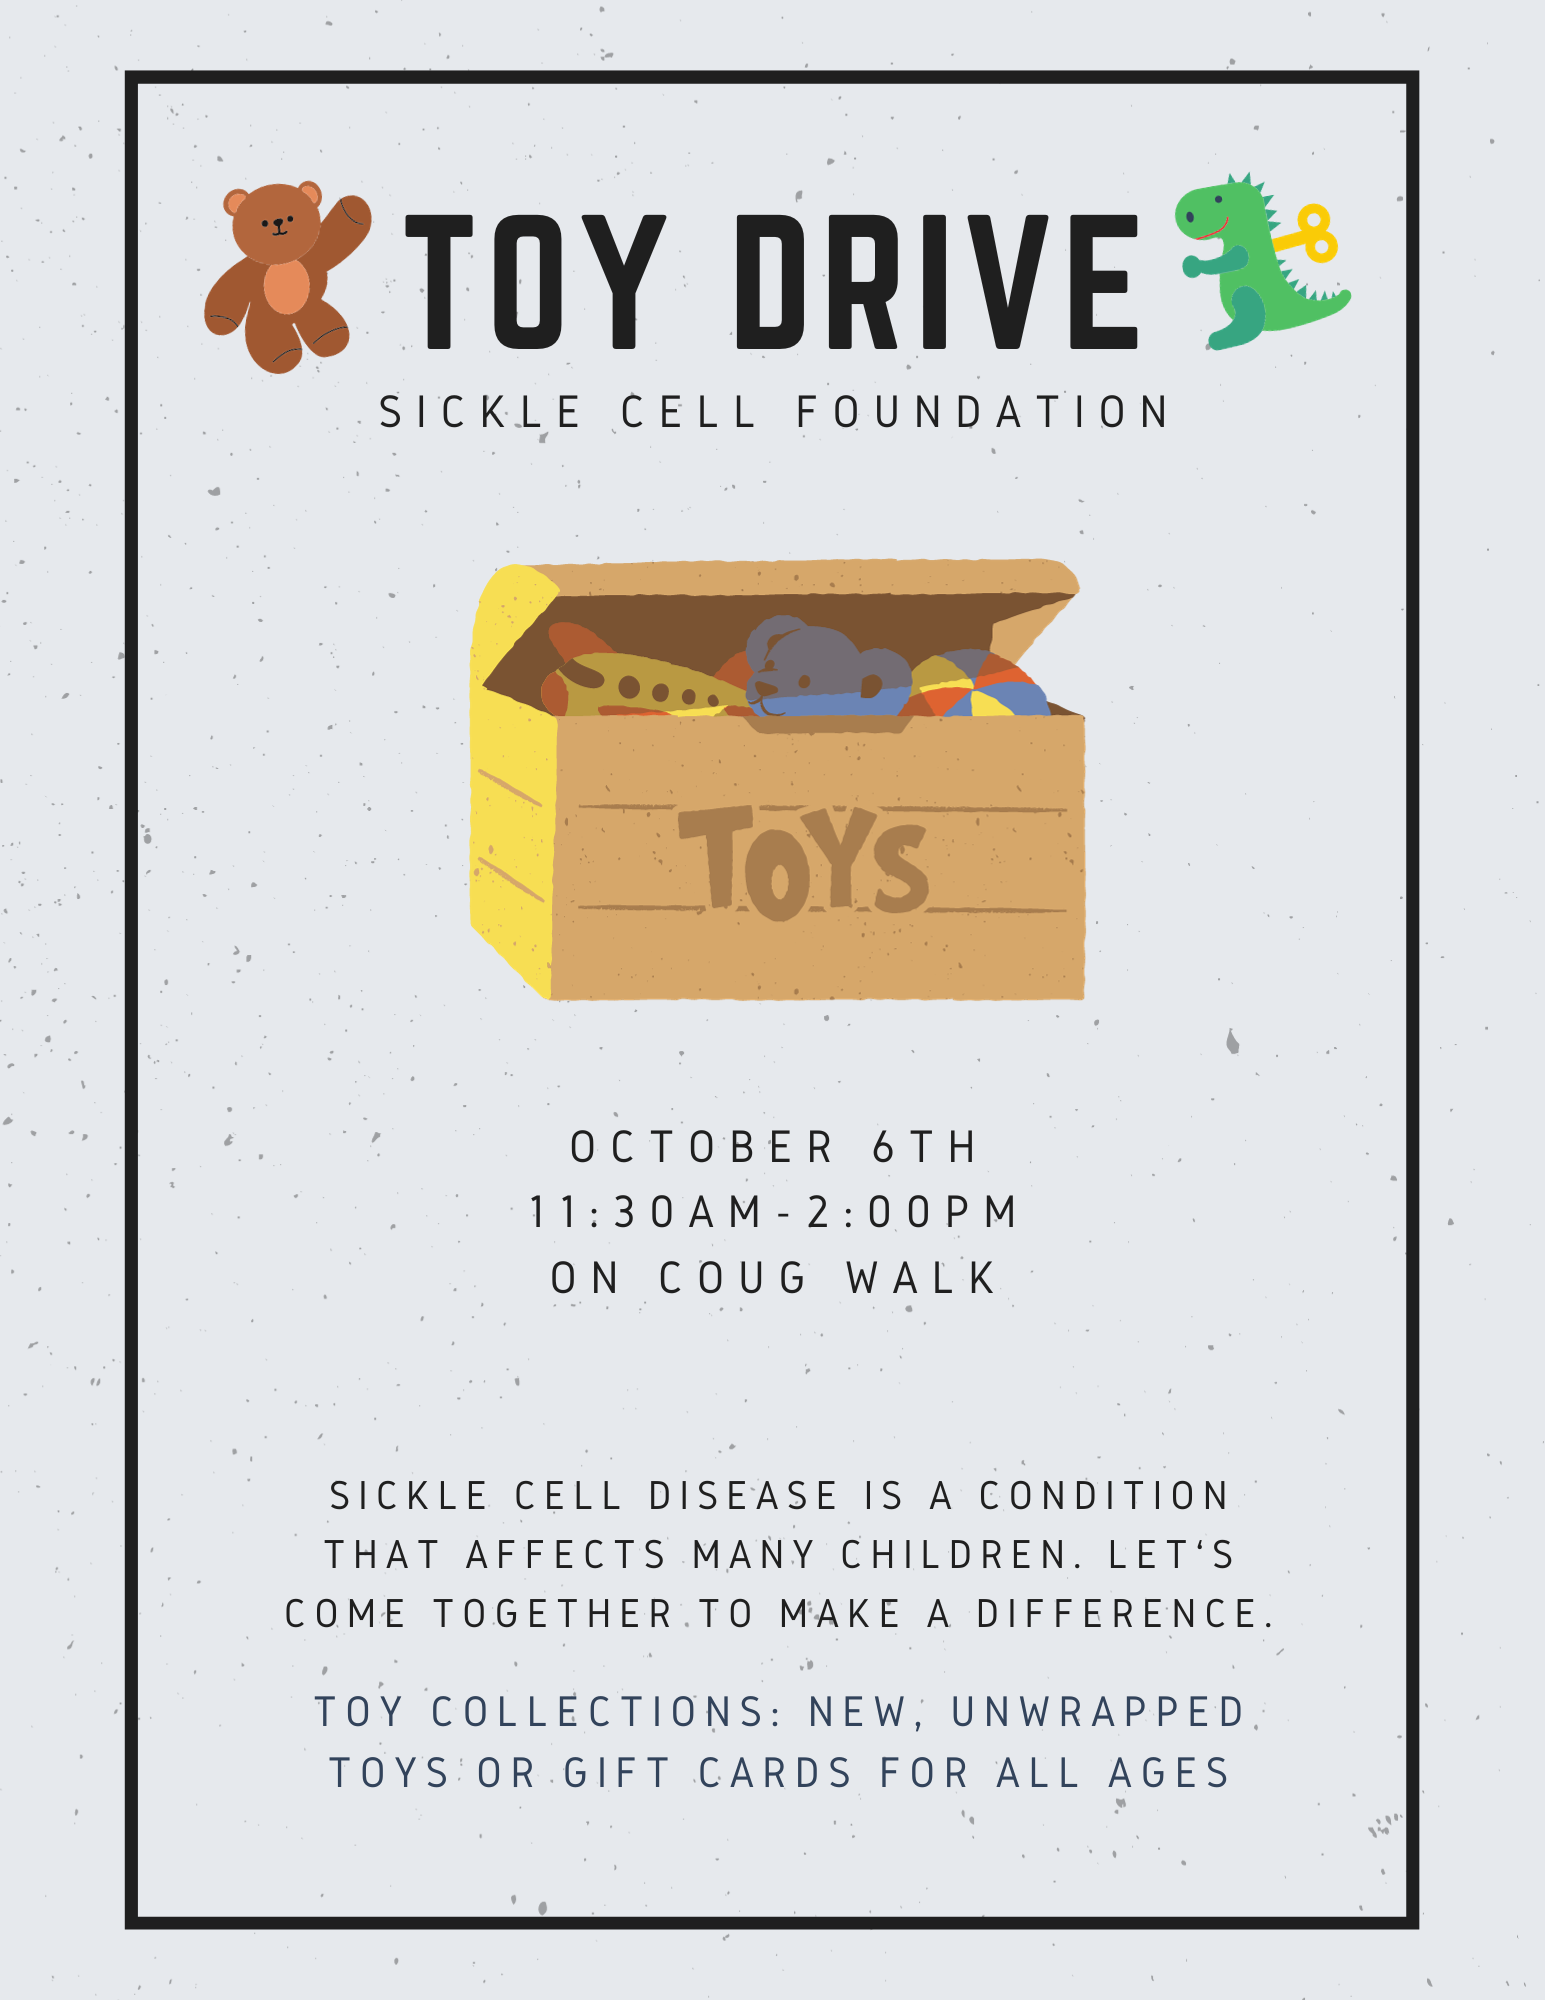 TOY DRIVE
SICKLE CELL FOUNDATION
TOYS
OCTOBER 6TH
11:30AM-2:00PM
ON COUG WALK
SICKLE CELL DISEASE IS A CONDITION
THAT AFFECTS MANY CHILDREN. LET‘S
COME TOGETHER TO MAKE A DIFFERENCE.
TOY COLLECTIONS: NEW, UNWRAPPED
TOYS OR GIFT CARDS FOR ALL AGES